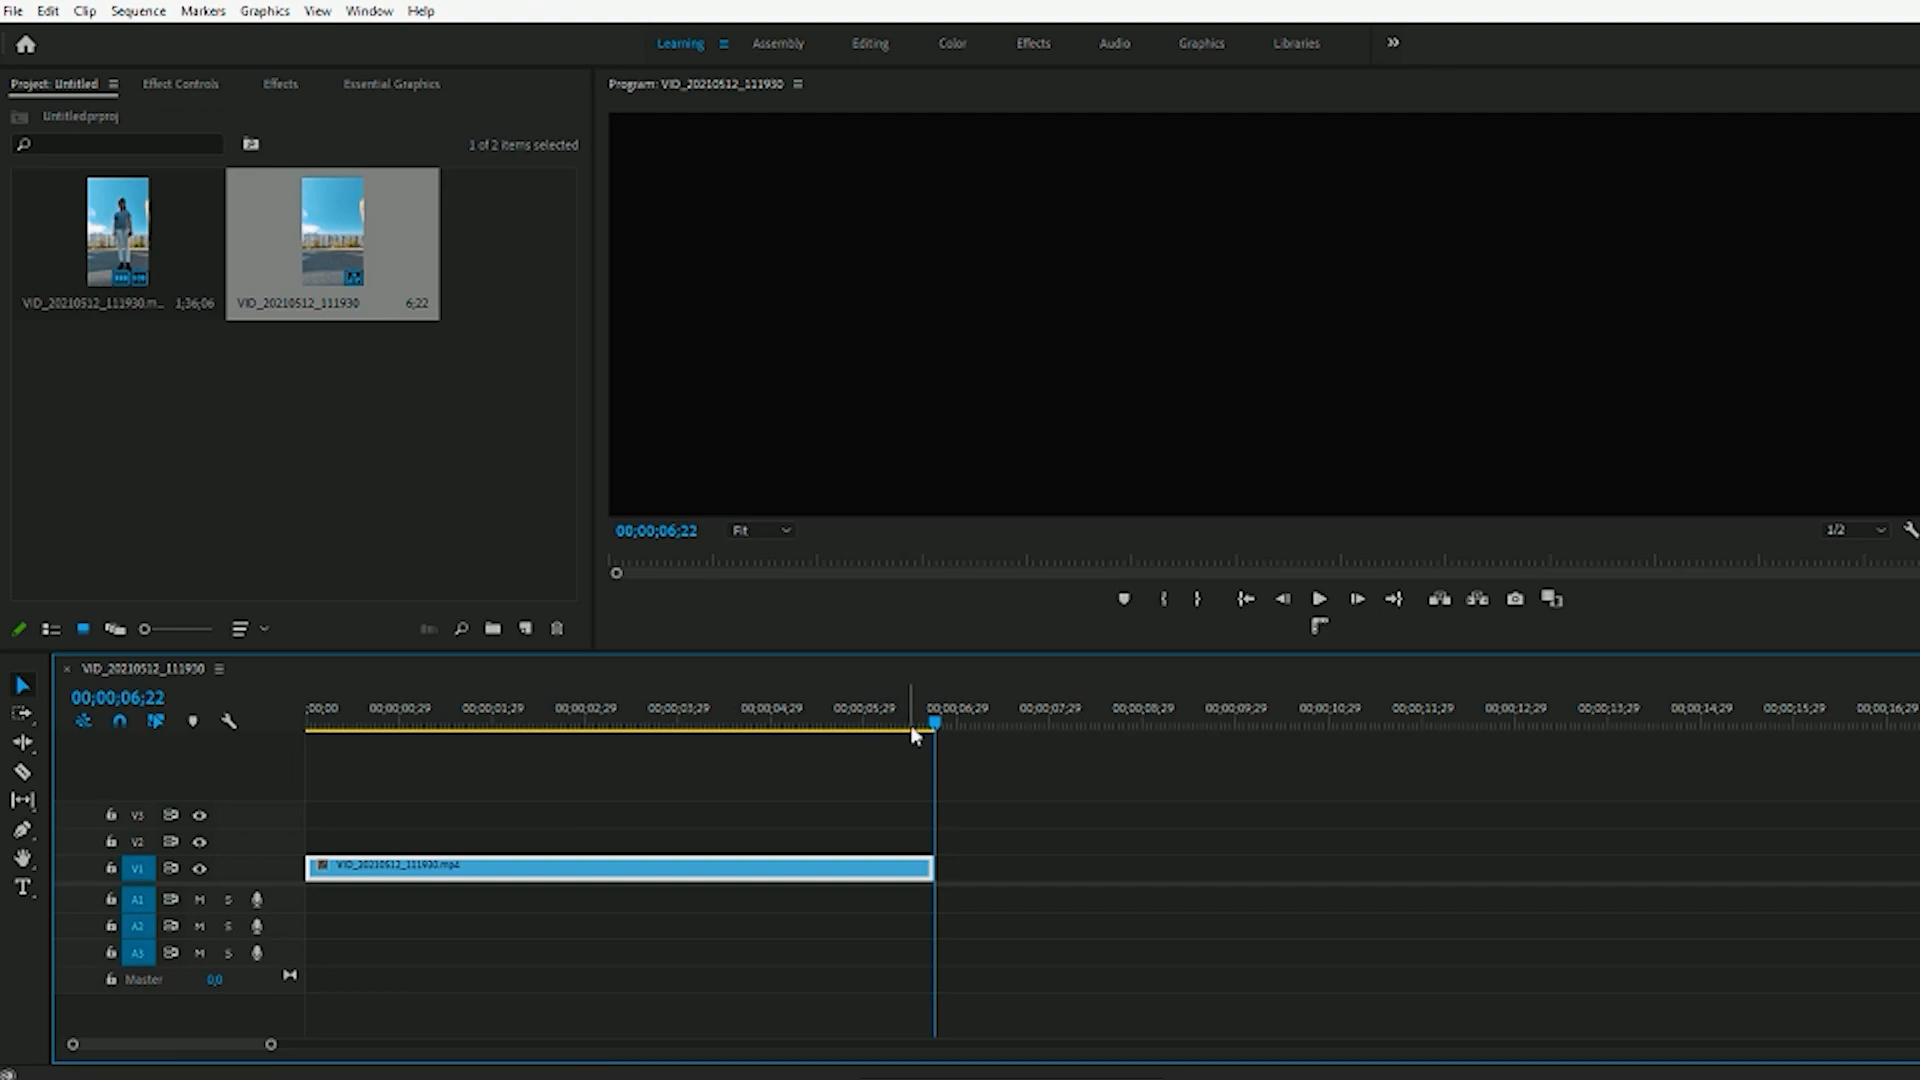 File Edit Clip Sequence Markers Graphics View Window Help
Learning Assembly Editing Color Effects Audio Graphics Libraries
Project: Untitled Effect Controls Effects Essential Graphics
Program: VID_20210512_111930
Untitled.prproj
1 of 2 items selected
VID_20210512_111930.m... 1;36;06 VID_20210512_111930 6;22
00;00;06;22 Fit 1/2
VID_20210512_111930
00;00;06;22
;00;00 00;00;00;29 00;00;01;29 00;00;02;29 00;00;03;29 00;00;04;29 00;00;05;29 00;00;06;29 00;00;07;29 00;00;08;29 00;00;09;29 00;00;10;29 00;00;11;29 00;00;12;29 00;00;13;29 00;00;14;29 00;00;15;29 00;00;16;29
V3
V2
V1 VID_20210512_111930.mp4
A1 M S
A2 M S
A3 M S
Master 0,0